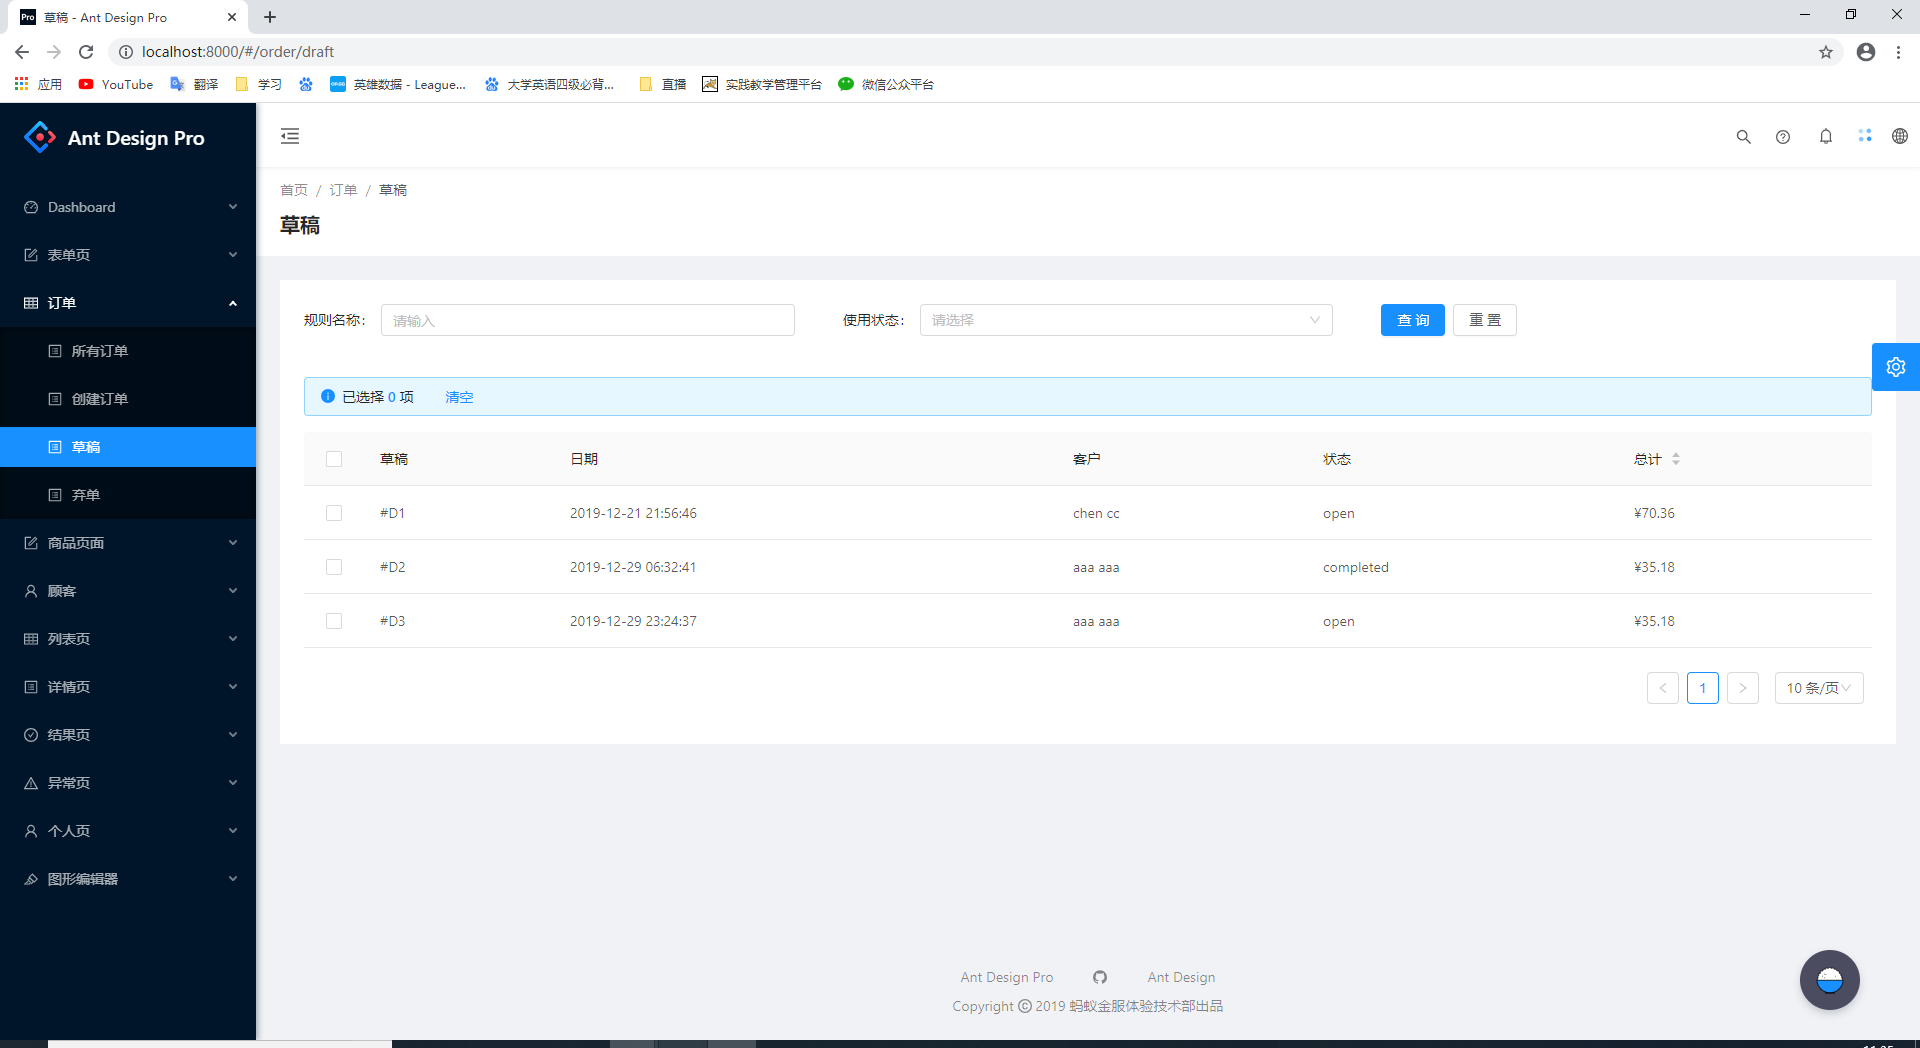 草稿 - Ant Design Pro
localhost:8000/#/order/draft
应用 YouTube 翻译 学习 英雄数据 - League... 大学英语四级必背... 直播 实践教学管理平台 微信公众平台
Ant Design Pro
Dashboard
表单页
订单
所有订单
创建订单
草稿
弃单
商品页面
顾客
列表页
详情页
结果页
异常页
个人页
图形编辑器
首页 / 订单 / 草稿
草稿
规则名称: 请输入 使用状态: 请选择 查 询 重 置
已选择 0 项 清空
草稿 日期 客户 状态 总计
#D1 2019-12-21 21:56:46 chen cc open ¥70.36
#D2 2019-12-29 06:32:41 aaa aaa completed ¥35.18
#D3 2019-12-29 23:24:37 aaa aaa open ¥35.18
1 10 条/页
Ant Design Pro Ant Design
Copyright © 2019 蚂蚁金服体验技术部出品